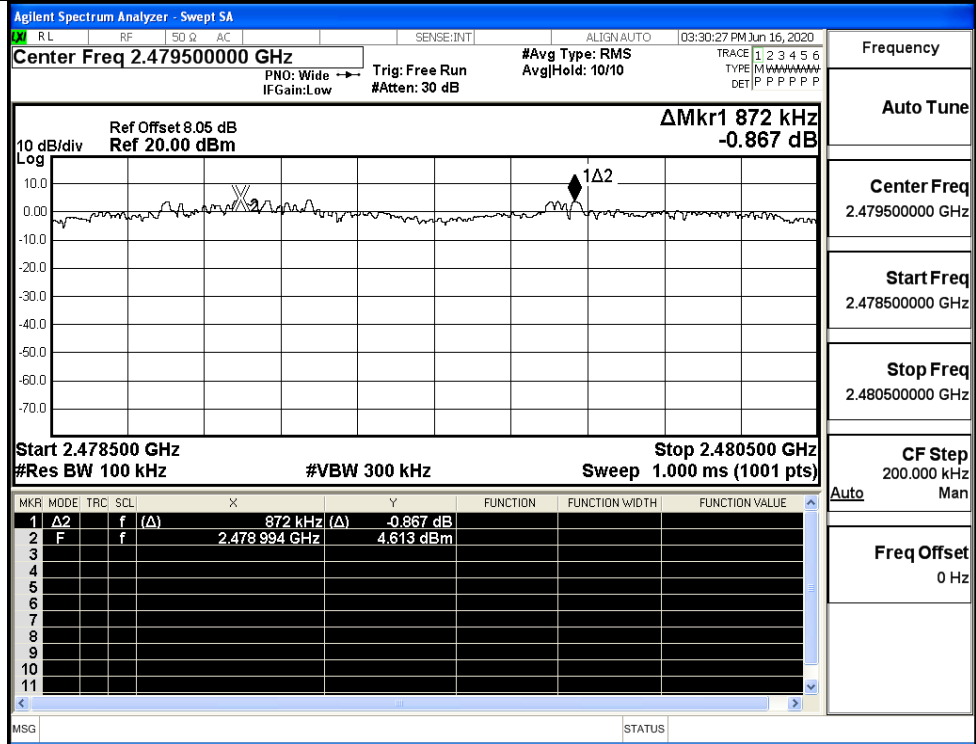 Agilent Spectrum Analyzer - Swept SA
LXI RL RF 50 Ω AC SENSE:INT ALIGNAUTO 03:30:27 PM Jun 16, 2020
Center Freq 2.479500000 GHz
PNO: Wide
IFGain:Low
Trig: Free Run
#Atten: 30 dB
#Avg Type: RMS
Avg|Hold: 10/10
TRACE 1 2 3 4 5 6
TYPE M W W W W W
DET P P P P P P
Frequency
Auto Tune
Center Freq
2.479500000 GHz
Start Freq
2.478500000 GHz
Stop Freq
2.480500000 GHz
CF Step
200.000 kHz
Auto Man
Freq Offset
0 Hz
ΔMkr1 872 kHz
-0.867 dB
Ref Offset 8.05 dB
10 dB/div Ref 20.00 dBm
Log
10.0
0.00
-10.0
-20.0
-30.0
-40.0
-50.0
-60.0
-70.0
1Δ2
2
Start 2.478500 GHz Stop 2.480500 GHz
#Res BW 100 kHz #VBW 300 kHz Sweep 1.000 ms (1001 pts)
MKR MODE TRC SCL X Y FUNCTION FUNCTION WIDTH FUNCTION VALUE
1 Δ2 f (Δ) 872 kHz (Δ) -0.867 dB
2 F f 2.478 994 GHz 4.613 dBm
3
4
5
6
7
8
9
10
11
MSG STATUS